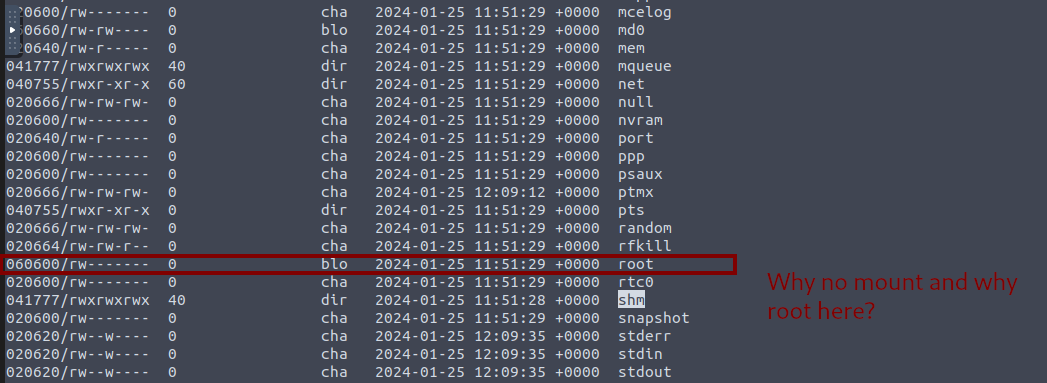 020600/rw------- 0 cha 2024-01-25 11:51:29 +0000 mcelog
060660/rw-rw---- 0 blo 2024-01-25 11:51:29 +0000 md0
020640/rw-r----- 0 cha 2024-01-25 11:51:29 +0000 mem
041777/rwxrwxrwx 40 dir 2024-01-25 11:51:29 +0000 mqueue
040755/rwxr-xr-x 60 dir 2024-01-25 11:51:29 +0000 net
020666/rw-rw-rw- 0 cha 2024-01-25 11:51:29 +0000 null
020600/rw------- 0 cha 2024-01-25 11:51:29 +0000 nvram
020640/rw-r----- 0 cha 2024-01-25 11:51:29 +0000 port
020600/rw------- 0 cha 2024-01-25 11:51:29 +0000 ppp
020600/rw------- 0 cha 2024-01-25 11:51:29 +0000 psaux
020666/rw-rw-rw- 0 cha 2024-01-25 12:09:12 +0000 ptmx
040755/rwxr-xr-x 0 dir 2024-01-25 11:51:29 +0000 pts
020666/rw-rw-rw- 0 cha 2024-01-25 11:51:29 +0000 random
020664/rw-rw-r-- 0 cha 2024-01-25 11:51:29 +0000 rfkill
060600/rw------- 0 blo 2024-01-25 11:51:29 +0000 root
020600/rw------- 0 cha 2024-01-25 11:51:29 +0000 rtc0
041777/rwxrwxrwx 40 dir 2024-01-25 11:51:28 +0000 shm
020600/rw------- 0 cha 2024-01-25 11:51:29 +0000 snapshot
020620/rw--w---- 0 cha 2024-01-25 12:09:35 +0000 stderr
020620/rw--w---- 0 cha 2024-01-25 12:09:35 +0000 stdin
020620/rw--w---- 0 cha 2024-01-25 12:09:35 +0000 stdout
Why no mount and why
root here?